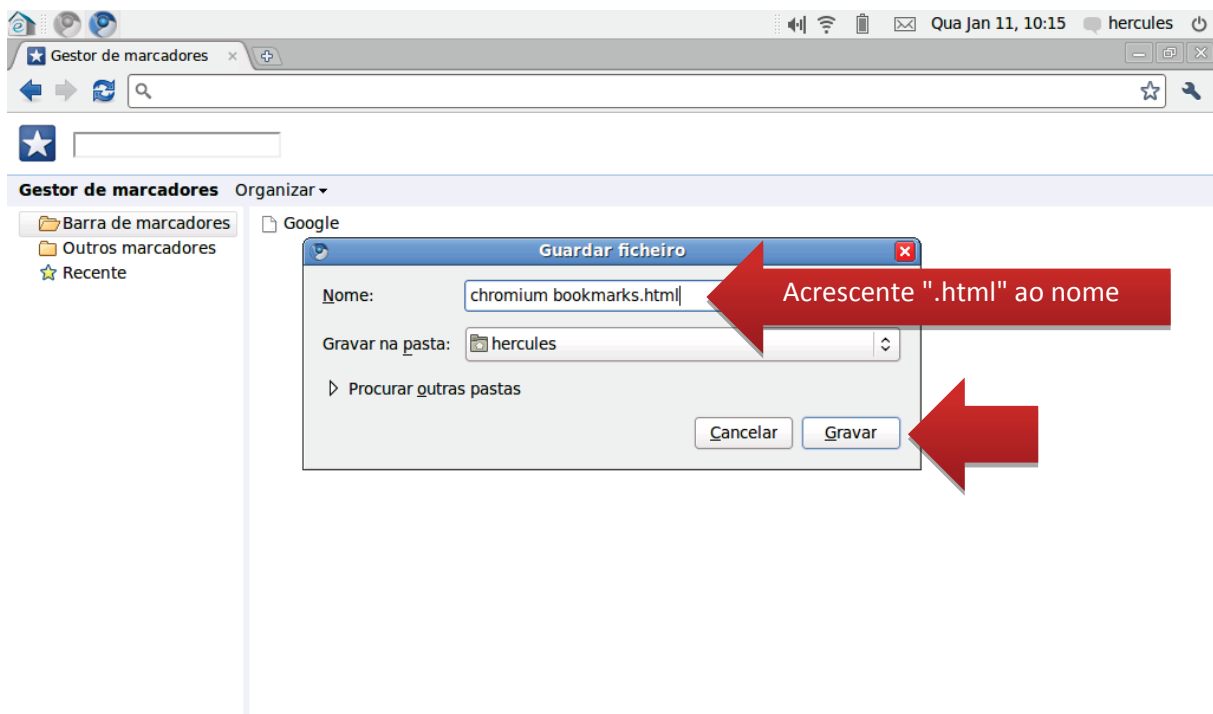 Qua Jan 11, 10:15 hercules
Gestor de marcadores
Gestor de marcadores Organizar
Barra de marcadores
Outros marcadores
Recente
Google
Guardar ficheiro
Nome: chromium bookmarks.html
Acrescente ".html" ao nome
Gravar na pasta: hercules
Procurar outras pastas
Cancelar Gravar